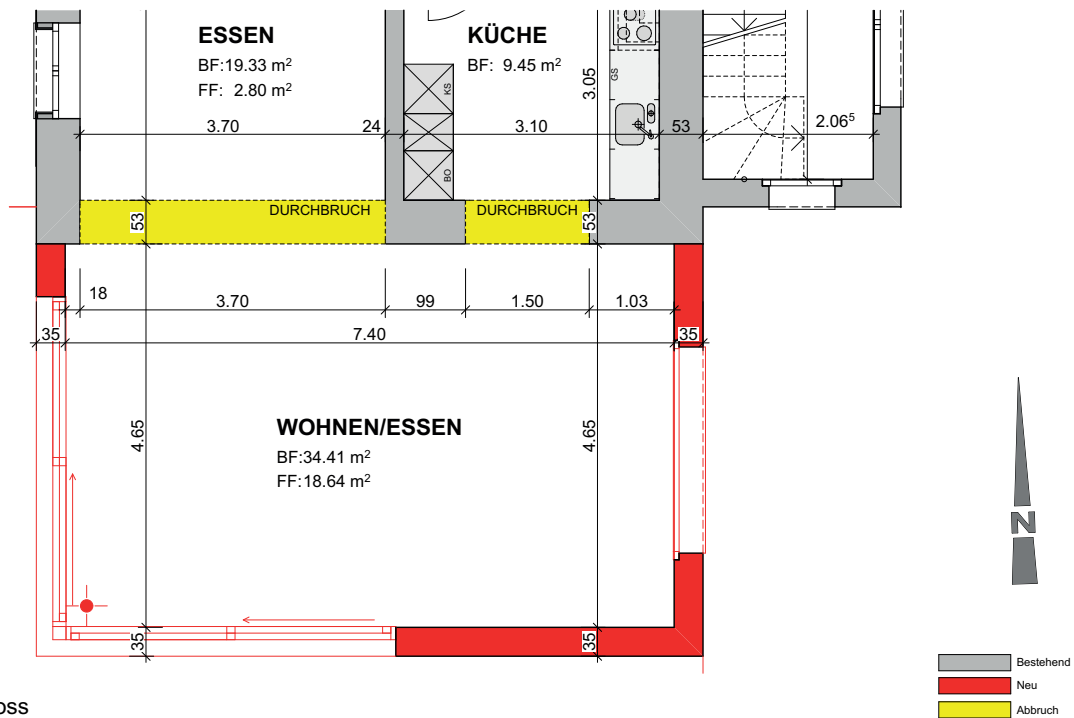 ESSEN
BF:19.33 m²
FF: 2.80 m²
KÜCHE
BF: 9.45 m²
3.05
GS
KS
BO
3.70
24
3.10
53
2.06⁵
DURCHBRUCH
DURCHBRUCH
53
53
18
3.70
99
1.50
1.03
35
7.40
35
4.65
4.65
WOHNEN/ESSEN
BF:34.41 m²
FF:18.64 m²
N
35
35
Bestehend
Neu
Abbruch
OSS